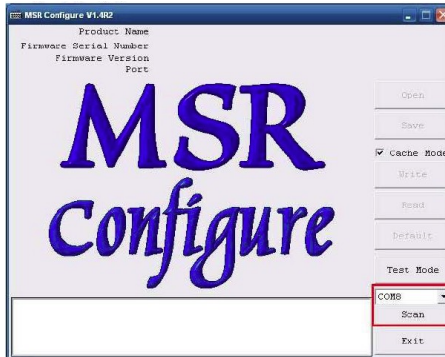 MSR Configure V1.4R2
Product Name
Firmware Serial Number
Firmware Version
Port
MSR
Configure
Open
Save
Cache Mode
Write
Read
Default
Test Mode
COM8
Scan
Exit